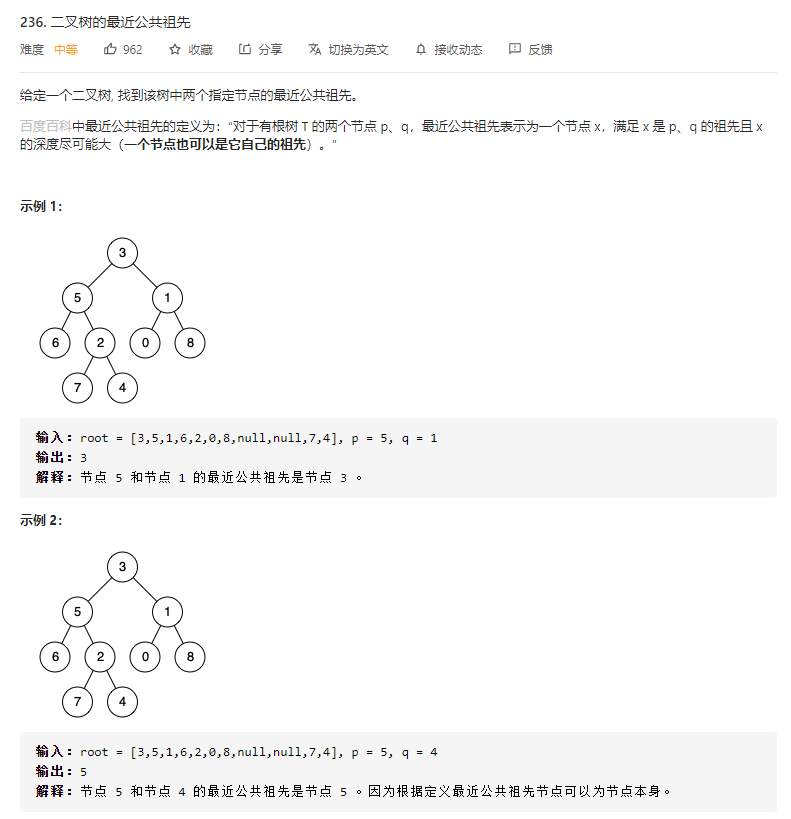 236. 二叉树的最近公共祖先
难度 中等 962 收藏 分享 切换为英文 接收动态 反馈
给定一个二叉树, 找到该树中两个指定节点的最近公共祖先。
百度百科中最近公共祖先的定义为：“对于有根树 T 的两个节点 p、q，最近公共祖先表示为一个节点 x，满足 x 是 p、q 的祖先且 x
的深度尽可能大（一个节点也可以是它自己的祖先）。”
示例 1：
3
5 1
6 2 0 8
7 4
输入：root = [3,5,1,6,2,0,8,null,null,7,4], p = 5, q = 1
输出：3
解释：节点 5 和节点 1 的最近公共祖先是节点 3 。
示例 2：
3
5 1
6 2 0 8
7 4
输入：root = [3,5,1,6,2,0,8,null,null,7,4], p = 5, q = 4
输出：5
解释：节点 5 和节点 4 的最近公共祖先是节点 5 。因为根据定义最近公共祖先节点可以为节点本身。